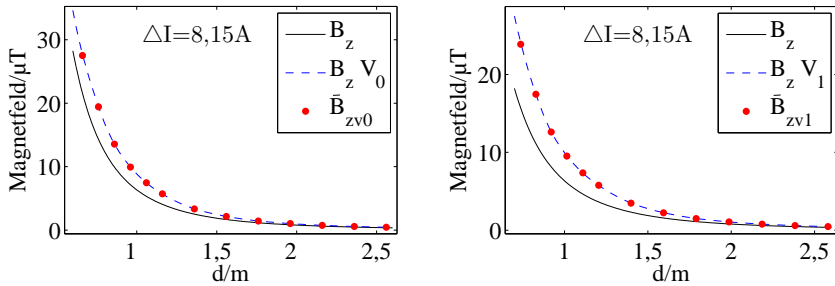 △I=8,15A
B_z
B_z V_0
B̄_zv0
Magnetfeld/µT
30
20
10
0
1
1,5
2
2,5
d/m
△I=8,15A
B_z
B_z V_1
B̄_zv1
Magnetfeld/µT
20
10
0
1
1,5
2
2,5
d/m